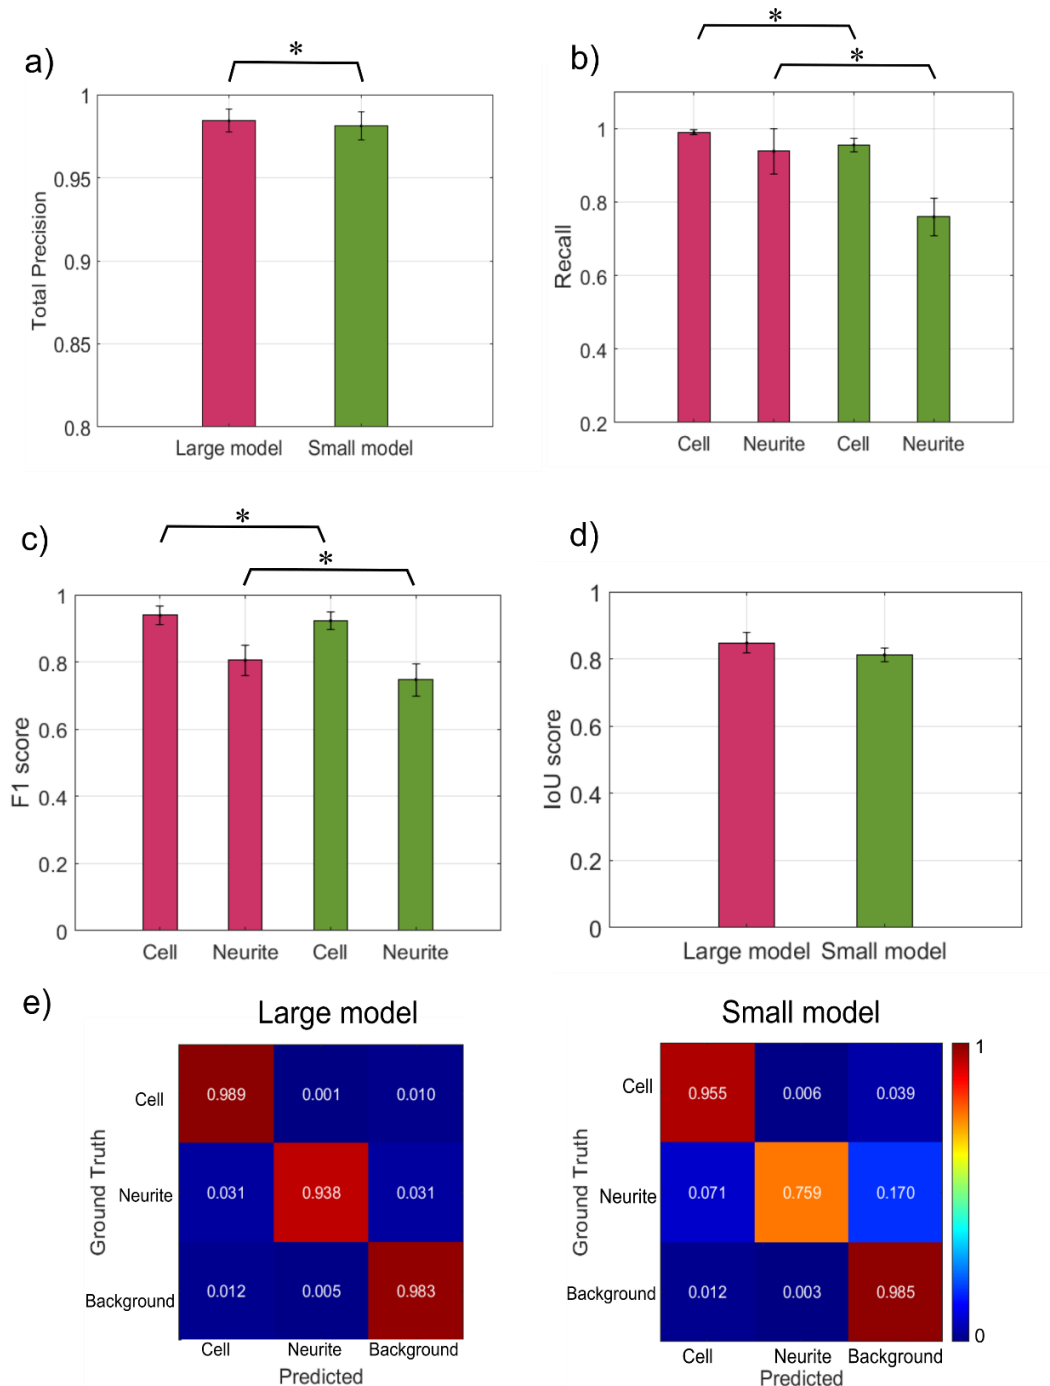 a)
*
Total Precision
1
0.95
0.9
0.85
0.8
Large model Small model
b)
*
*
Recall
1
0.8
0.6
0.4
0.2
Cell Neurite Cell Neurite
c)
*
*
F1 score
1
0.8
0.6
0.4
0.2
0
Cell Neurite Cell Neurite
d)
IoU score
1
0.8
0.6
0.4
0.2
0
Large model Small model
e)
Large model
Ground Truth
Cell 0.989 0.001 0.010
Neurite 0.031 0.938 0.031
Background 0.012 0.005 0.983
Cell Neurite Background
Predicted
Small model
Ground Truth
Cell 0.955 0.006 0.039
Neurite 0.071 0.759 0.170
Background 0.012 0.003 0.985
Cell Neurite Background
Predicted
1
0